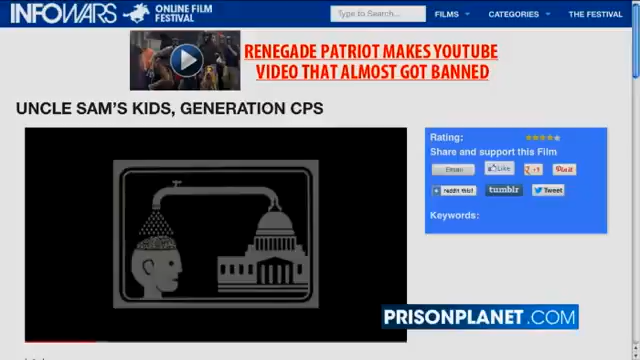 INFOWARS ONLINE FILM FESTIVAL
Type to Search...
FILMS
CATEGORIES
THE FESTIVAL
RENEGADE PATRIOT MAKES YOUTUBE
VIDEO THAT ALMOST GOT BANNED
UNCLE SAM'S KIDS, GENERATION CPS
Rating:
Share and support this Film
Email
Like
+1
Pin it
reddit this!
tumblr
Tweet
Keywords:
PRISONPLANET.COM